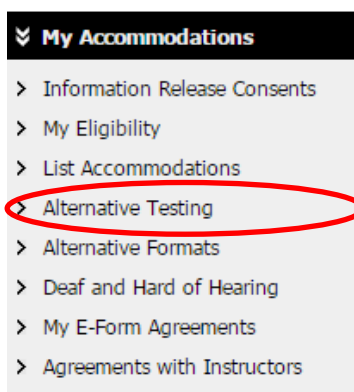 My Accommodations
Information Release Consents
My Eligibility
List Accommodations
Alternative Testing
Alternative Formats
Deaf and Hard of Hearing
My E-Form Agreements
Agreements with Instructors